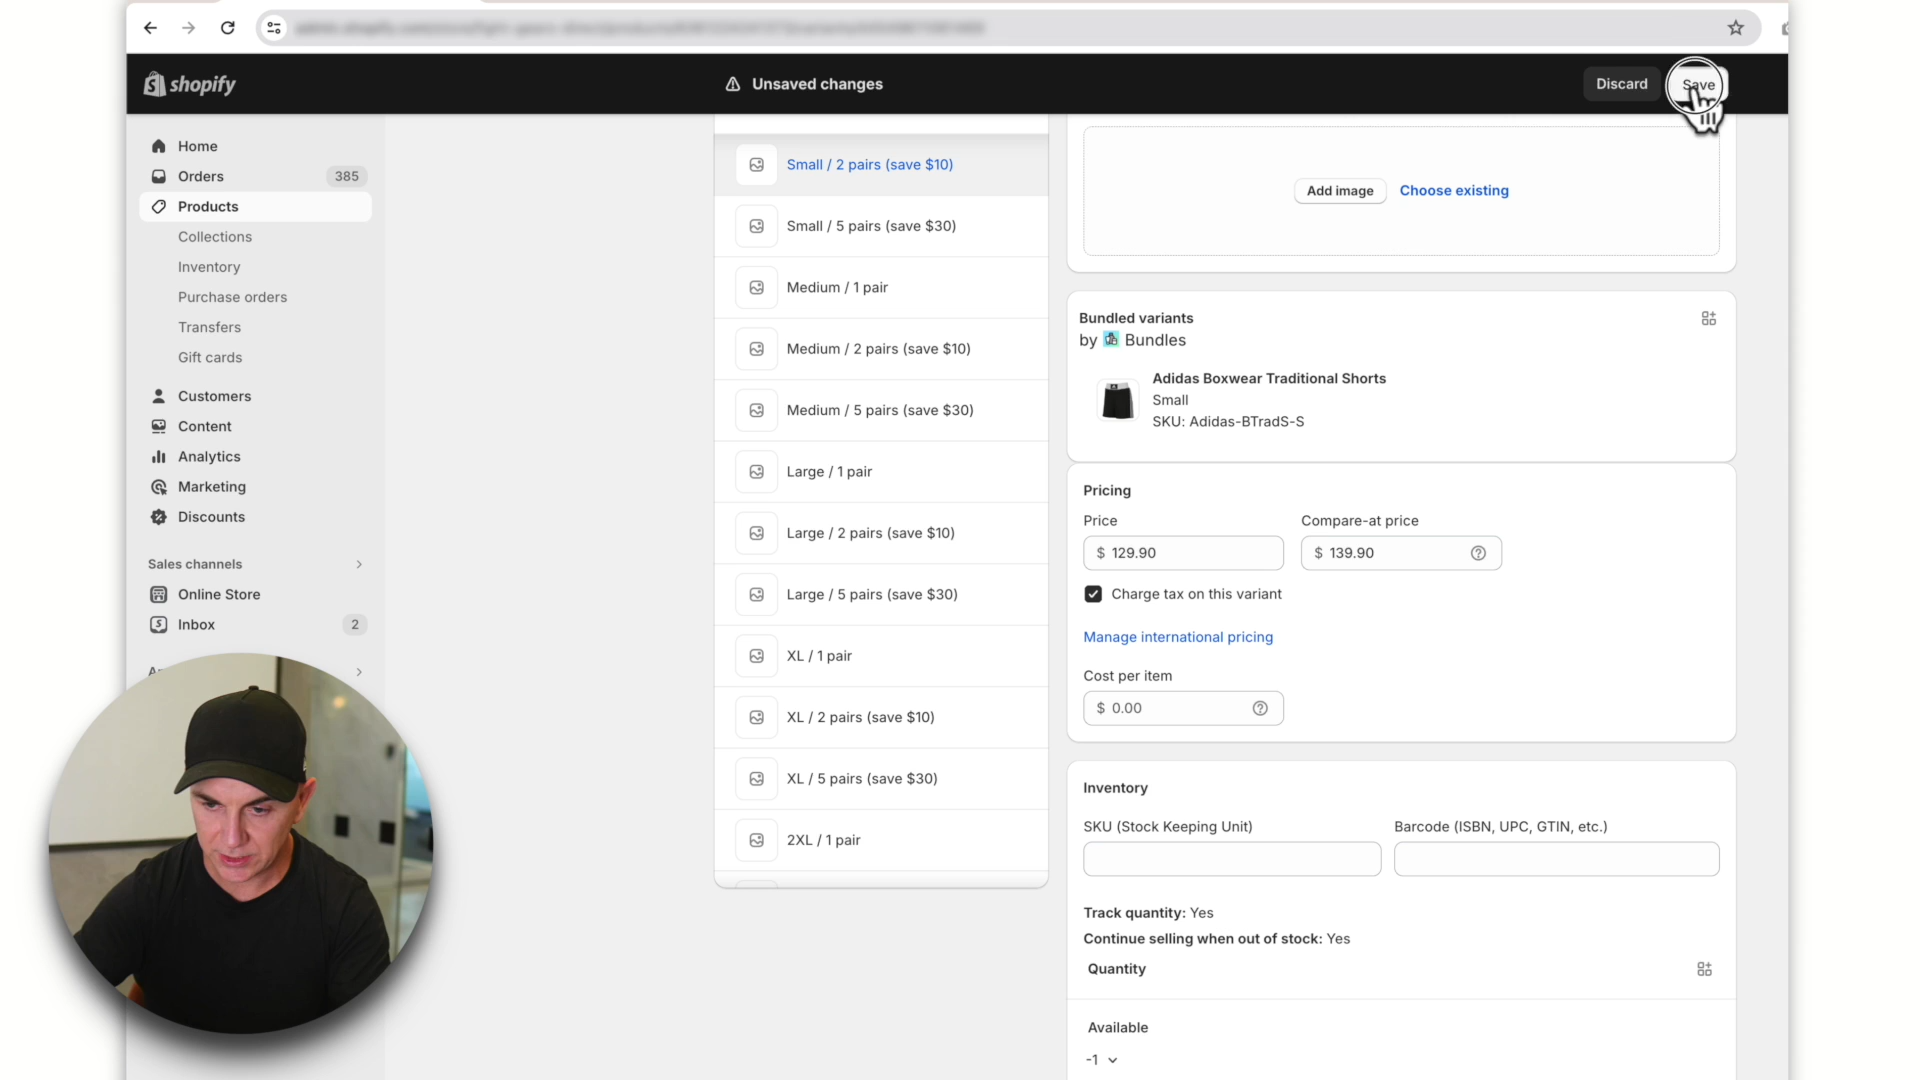 shopify
Unsaved changes
Discard
Save
Home
Orders
385
Products
Collections
Inventory
Purchase orders
Transfers
Gift cards
Customers
Content
Analytics
Marketing
Discounts
Sales channels
Online Store
Inbox
2
Small / 2 pairs (save $10)
Small / 5 pairs (save $30)
Medium / 1 pair
Medium / 2 pairs (save $10)
Medium / 5 pairs (save $30)
Large / 1 pair
Large / 2 pairs (save $10)
Large / 5 pairs (save $30)
XL / 1 pair
XL / 2 pairs (save $10)
XL / 5 pairs (save $30)
2XL / 1 pair
Add image
Choose existing
Bundled variants
by Bundles
Adidas Boxwear Traditional Shorts
Small
SKU: Adidas-BTradS-S
Pricing
Price
Compare-at price
$ 129.90
$ 139.90
Charge tax on this variant
Manage international pricing
Cost per item
$ 0.00
Inventory
SKU (Stock Keeping Unit)
Barcode (ISBN, UPC, GTIN, etc.)
Track quantity: Yes
Continue selling when out of stock: Yes
Quantity
Available
-1